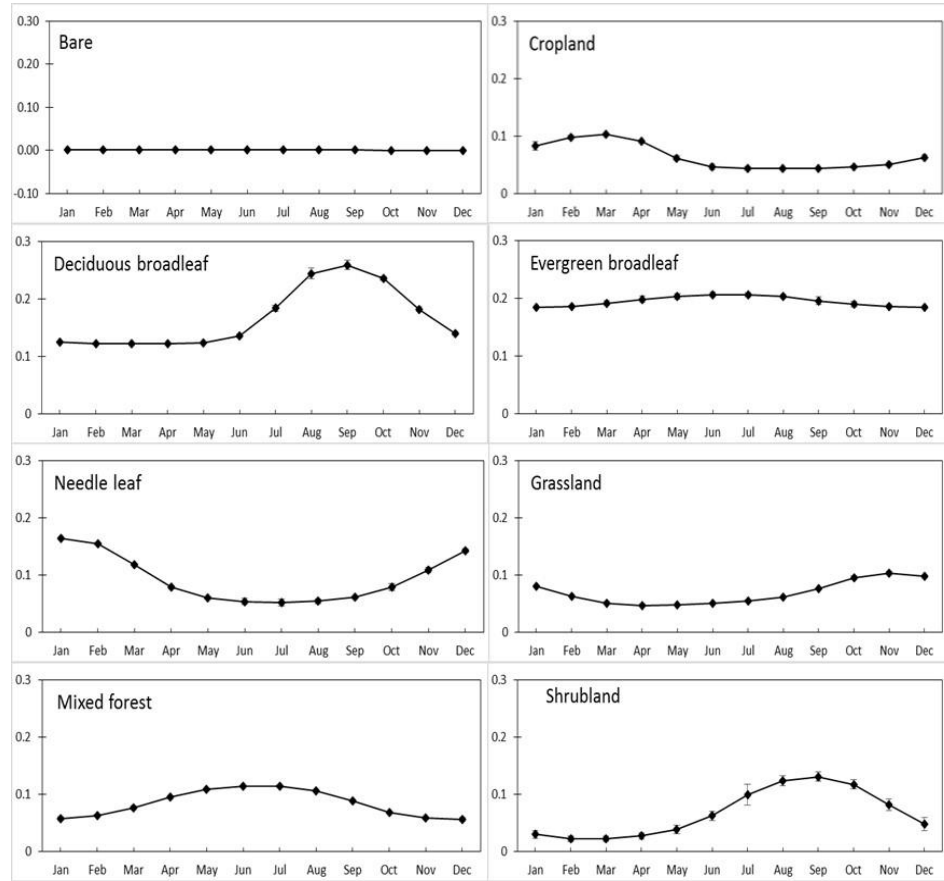 Bare
0.30
0.20
0.10
0.00
-0.10
Jan Feb Mar Apr May Jun Jul Aug Sep Oct Nov Dec
Cropland
0.3
0.2
0.1
0
Jan Feb Mar Apr May Jun Jul Aug Sep Oct Nov Dec
Deciduous broadleaf
0.3
0.2
0.1
0
Jan Feb Mar Apr May Jun Jul Aug Sep Oct Nov Dec
Evergreen broadleaf
0.3
0.2
0.1
0
Jan Feb Mar Apr May Jun Jul Aug Sep Oct Nov Dec
Needle leaf
0.3
0.2
0.1
0
Jan Feb Mar Apr May Jun Jul Aug Sep Oct Nov Dec
Grassland
0.3
0.2
0.1
0
Jan Feb Mar Apr May Jun Jul Aug Sep Oct Nov Dec
Mixed forest
0.3
0.2
0.1
0
Jan Feb Mar Apr May Jun Jul Aug Sep Oct Nov Dec
Shrubland
0.3
0.2
0.1
0
Jan Feb Mar Apr May Jun Jul Aug Sep Oct Nov Dec